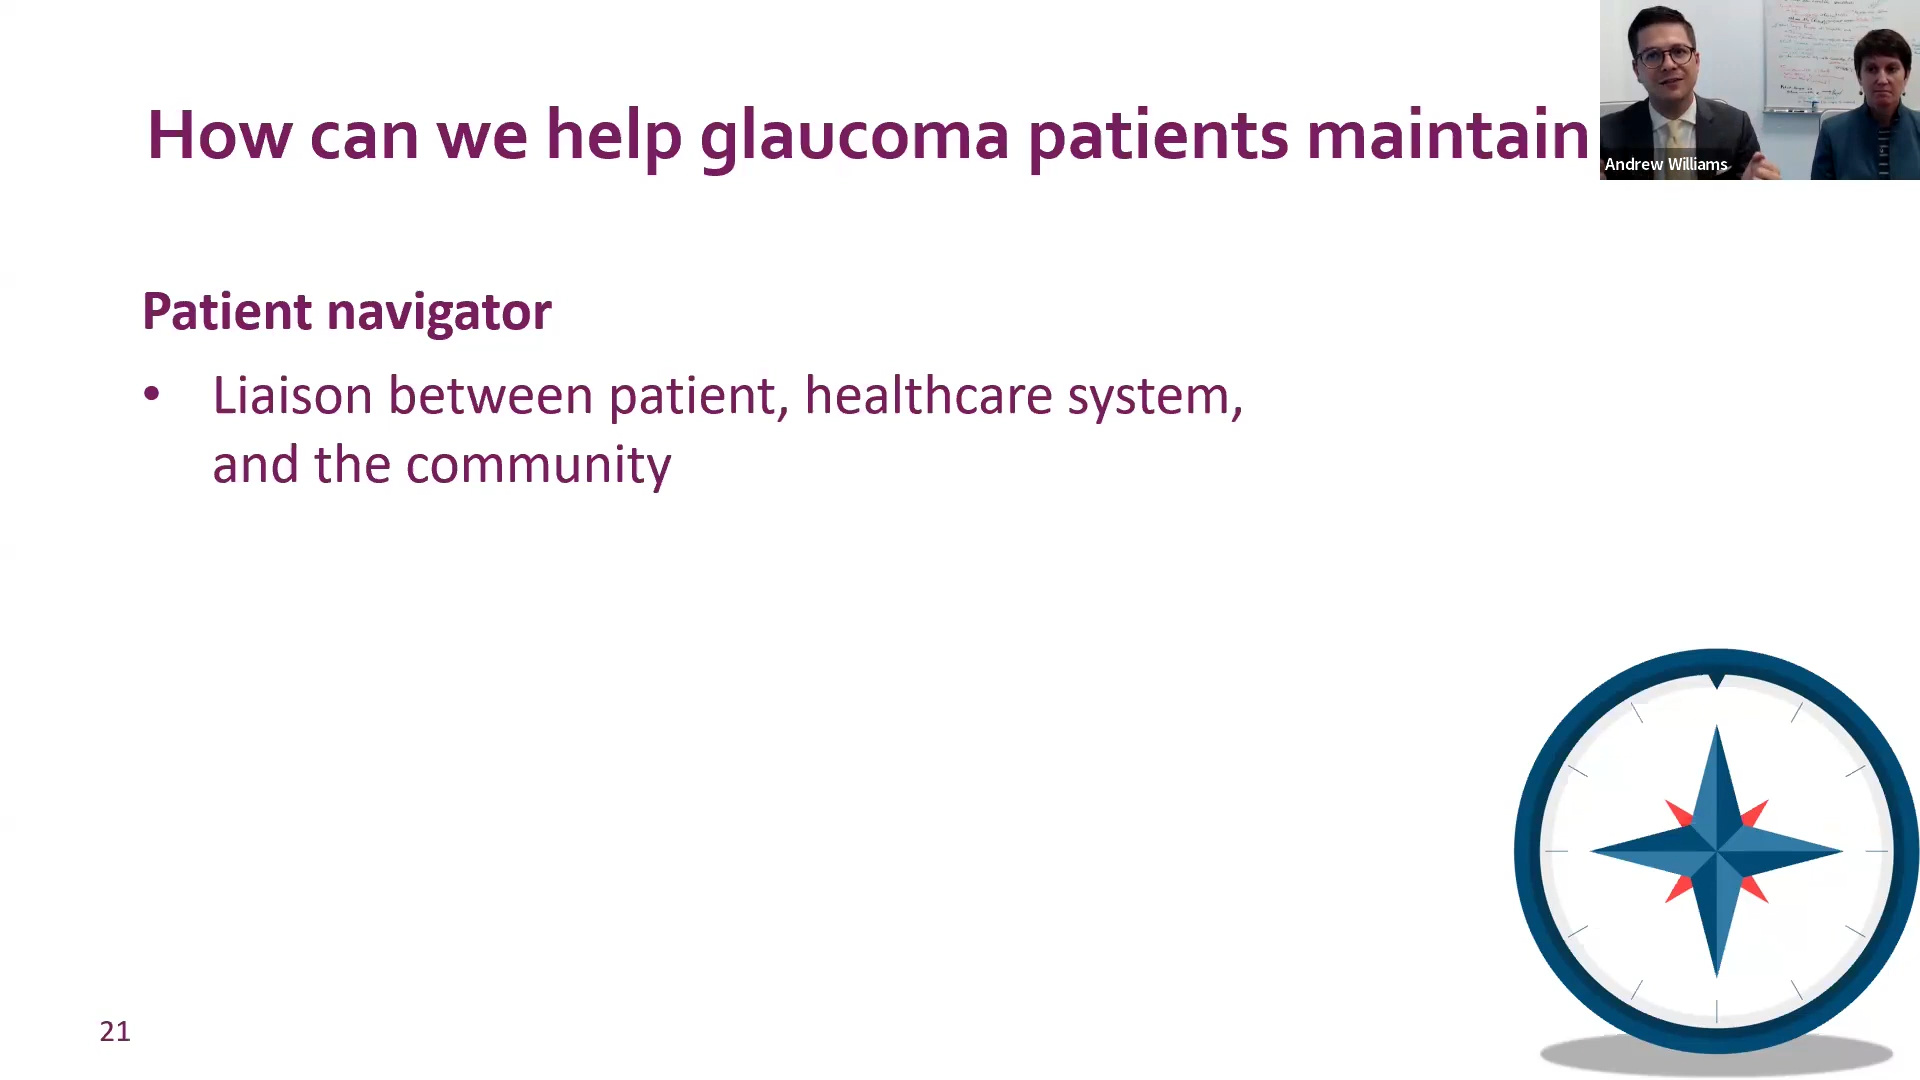 How can we help glaucoma patients maintain
Andrew Williams
Patient navigator
• Liaison between patient, healthcare system,
and the community
21